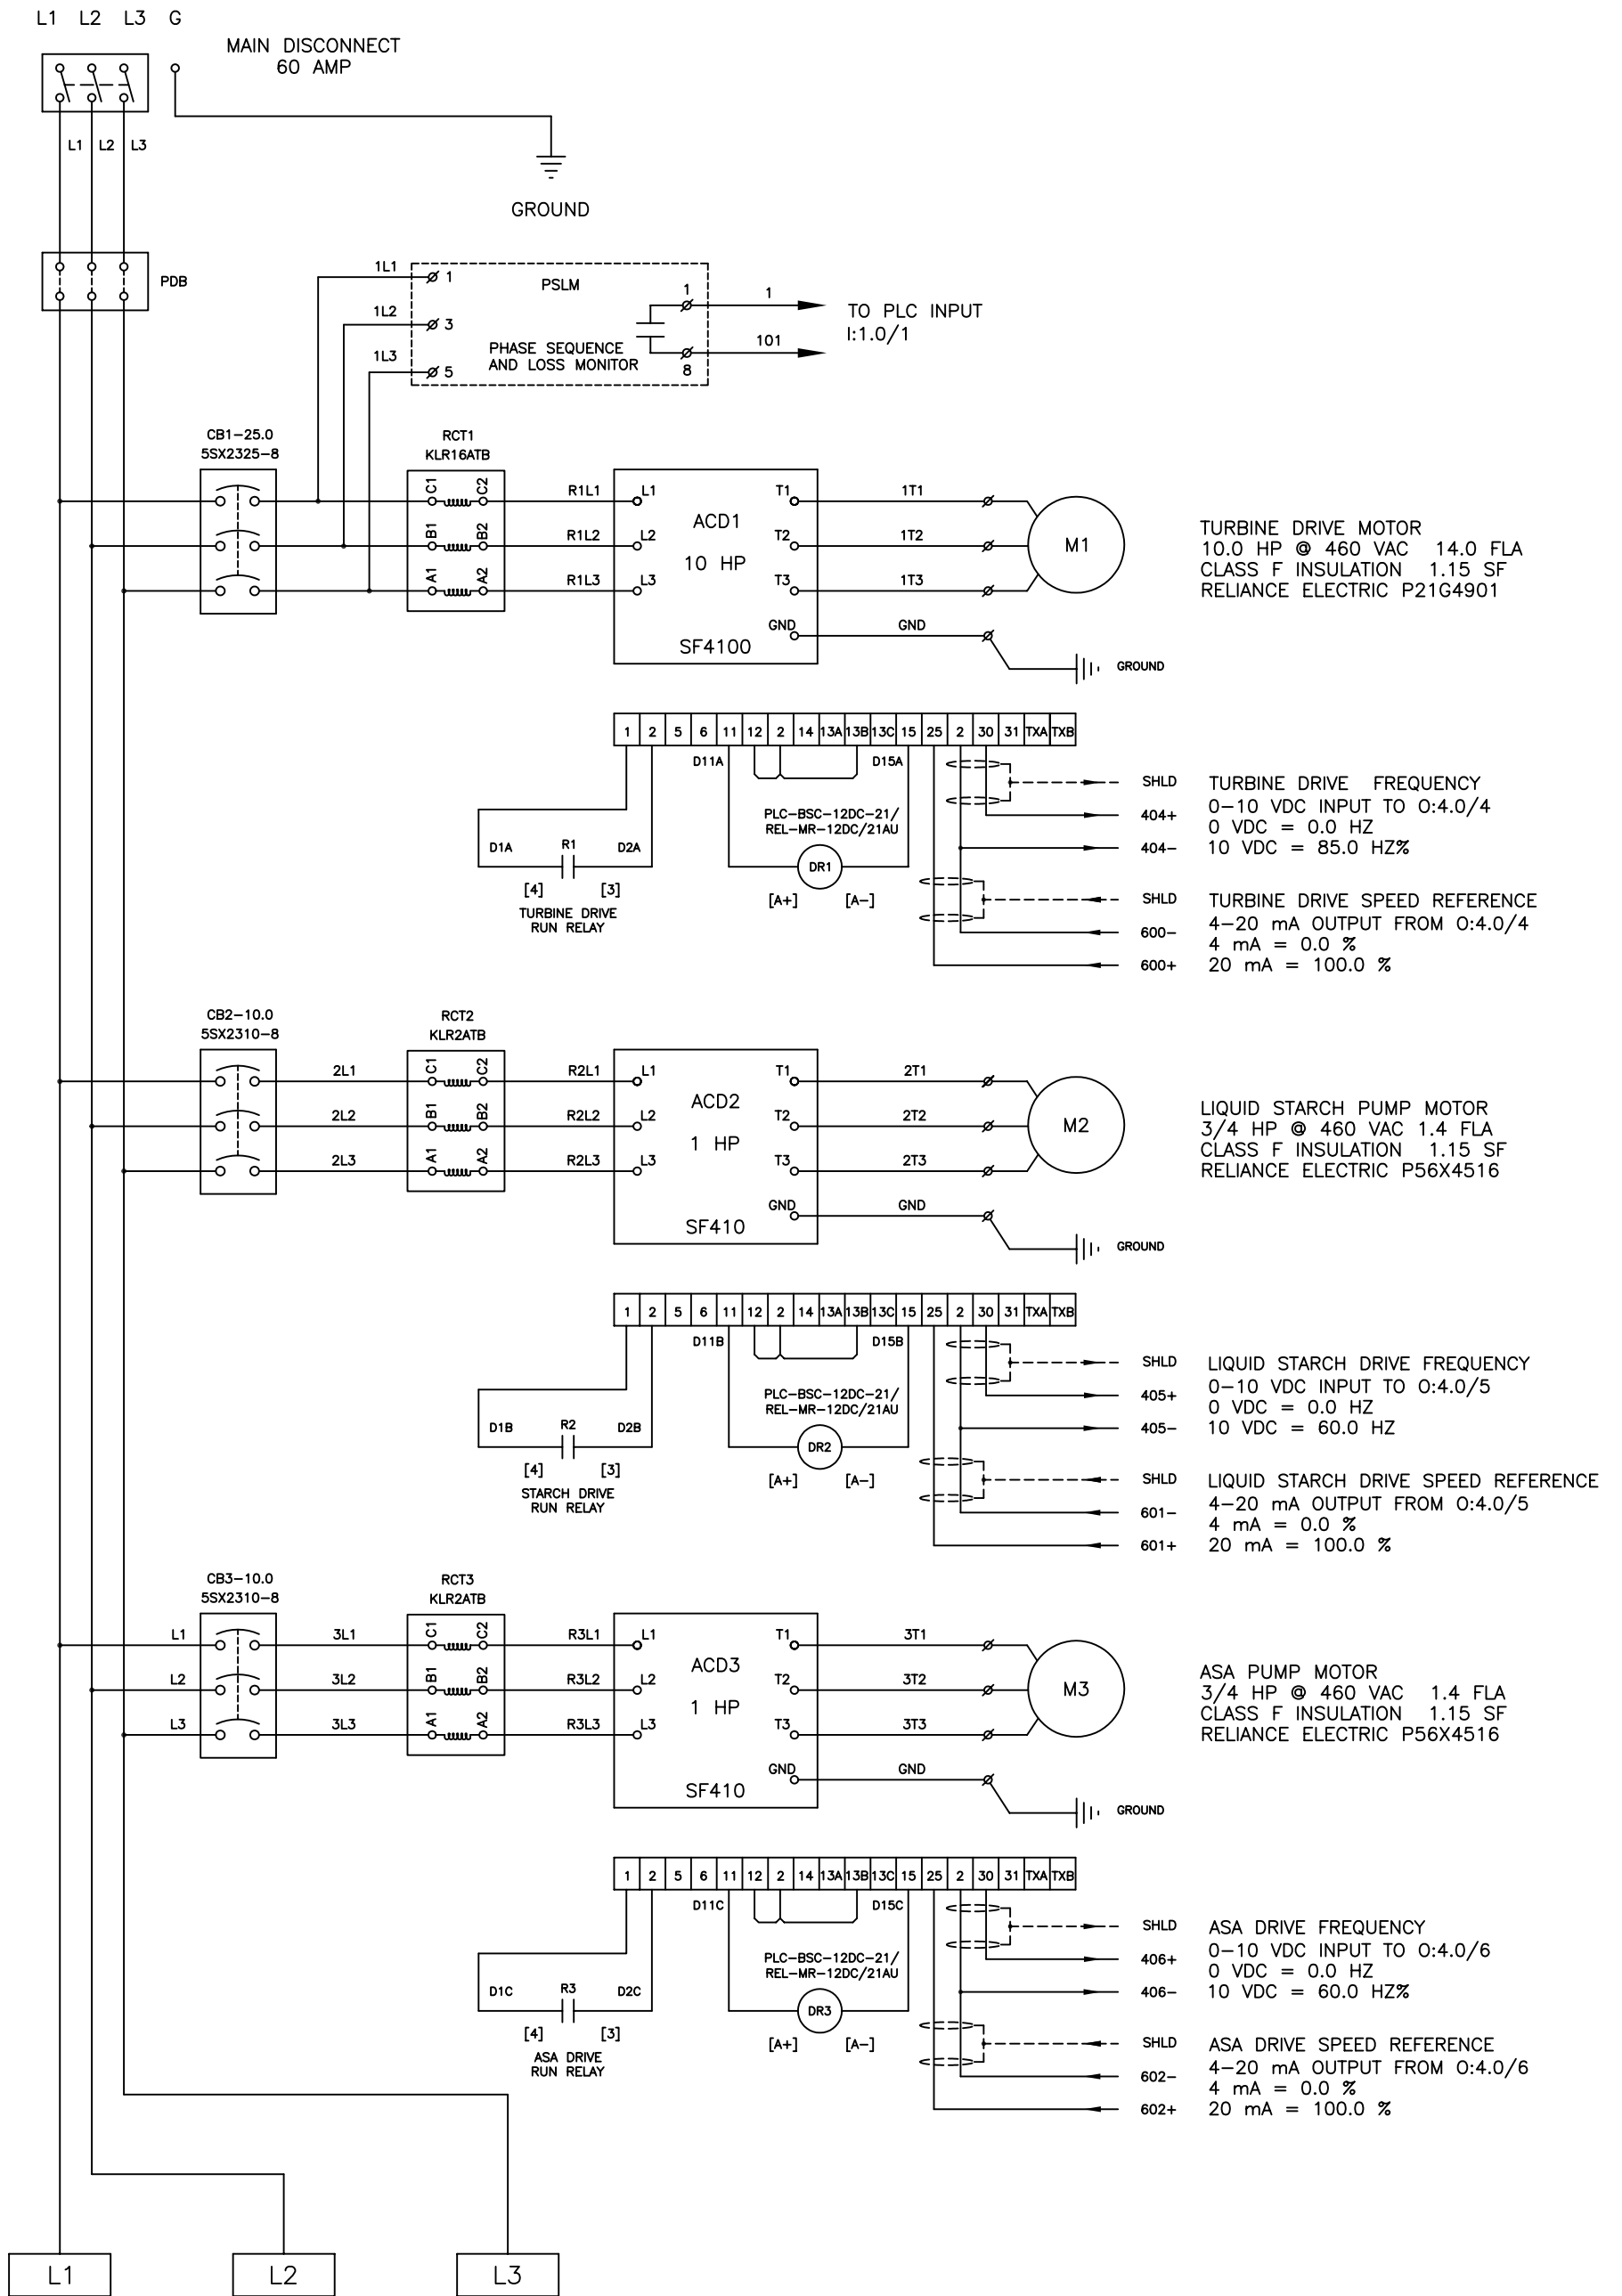 L1 L2 L3 G
MAIN DISCONNECT
60 AMP
L1 L2 L3
GROUND
PDB
1L1
1L2
1L3
1
3
5
PSLM
PHASE SEQUENCE
AND LOSS MONITOR
1
8
1
101
TO PLC INPUT
I:1.0/1
CB1-25.0
5SX2325-8
RCT1
KLR16ATB
C1 C2
B1 B2
A1 A2
R1L1
R1L2
R1L3
L1
L2
L3
ACD1
10 HP
SF4100
T1
T2
T3
GND
1T1
1T2
1T3
GND
M1
GROUND
TURBINE DRIVE MOTOR
10.0 HP @ 460 VAC 14.0 FLA
CLASS F INSULATION 1.15 SF
RELIANCE ELECTRIC P21G4901
1 2 5 6 11 12 2 14 13A 13B 13C 15 25 2 30 31 TXA TXB
D11A D15A
PLC-BSC-12DC-21/
REL-MR-12DC/21AU
D1A R1 D2A
[4] [3]
TURBINE DRIVE
RUN RELAY
DR1
[A+] [A-]
SHLD
404+
404-
SHLD
600-
600+
TURBINE DRIVE FREQUENCY
0-10 VDC INPUT TO O:4.0/4
0 VDC = 0.0 HZ
10 VDC = 85.0 HZ%
TURBINE DRIVE SPEED REFERENCE
4-20 mA OUTPUT FROM O:4.0/4
4 mA = 0.0 %
20 mA = 100.0 %
CB2-10.0
5SX2310-8
2L1
2L2
2L3
RCT2
KLR2ATB
C1 C2
B1 B2
A1 A2
R2L1
R2L2
R2L3
L1
L2
L3
ACD2
1 HP
SF410
T1
T2
T3
GND
2T1
2T2
2T3
GND
M2
GROUND
LIQUID STARCH PUMP MOTOR
3/4 HP @ 460 VAC 1.4 FLA
CLASS F INSULATION 1.15 SF
RELIANCE ELECTRIC P56X4516
1 2 5 6 11 12 2 14 13A 13B 13C 15 25 2 30 31 TXA TXB
D11B D15B
PLC-BSC-12DC-21/
REL-MR-12DC/21AU
D1B R2 D2B
[4] [3]
STARCH DRIVE
RUN RELAY
DR2
[A+] [A-]
SHLD
405+
405-
SHLD
601-
601+
LIQUID STARCH DRIVE FREQUENCY
0-10 VDC INPUT TO O:4.0/5
0 VDC = 0.0 HZ
10 VDC = 60.0 HZ
LIQUID STARCH DRIVE SPEED REFERENCE
4-20 mA OUTPUT FROM O:4.0/5
4 mA = 0.0 %
20 mA = 100.0 %
CB3-10.0
5SX2310-8
L1
L2
L3
3L1
3L2
3L3
RCT3
KLR2ATB
C1 C2
B1 B2
A1 A2
R3L1
R3L2
R3L3
L1
L2
L3
ACD3
1 HP
SF410
T1
T2
T3
GND
3T1
3T2
3T3
GND
M3
GROUND
ASA PUMP MOTOR
3/4 HP @ 460 VAC 1.4 FLA
CLASS F INSULATION 1.15 SF
RELIANCE ELECTRIC P56X4516
1 2 5 6 11 12 2 14 13A 13B 13C 15 25 2 30 31 TXA TXB
D11C D15C
PLC-BSC-12DC-21/
REL-MR-12DC/21AU
D1C R3 D2C
[4] [3]
ASA DRIVE
RUN RELAY
DR3
[A+] [A-]
SHLD
406+
406-
SHLD
602-
602+
ASA DRIVE FREQUENCY
0-10 VDC INPUT TO O:4.0/6
0 VDC = 0.0 HZ
10 VDC = 60.0 HZ%
ASA DRIVE SPEED REFERENCE
4-20 mA OUTPUT FROM O:4.0/6
4 mA = 0.0 %
20 mA = 100.0 %
L1 L2 L3